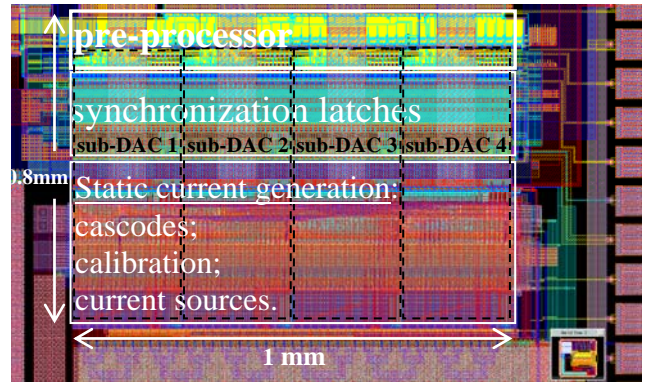 pre-processor
synchronization latches
sub-DAC 1 sub-DAC 2 sub-DAC 3 sub-DAC 4
0.8mm
Static current generation:
cascodes;
calibration;
current sources.
1 mm